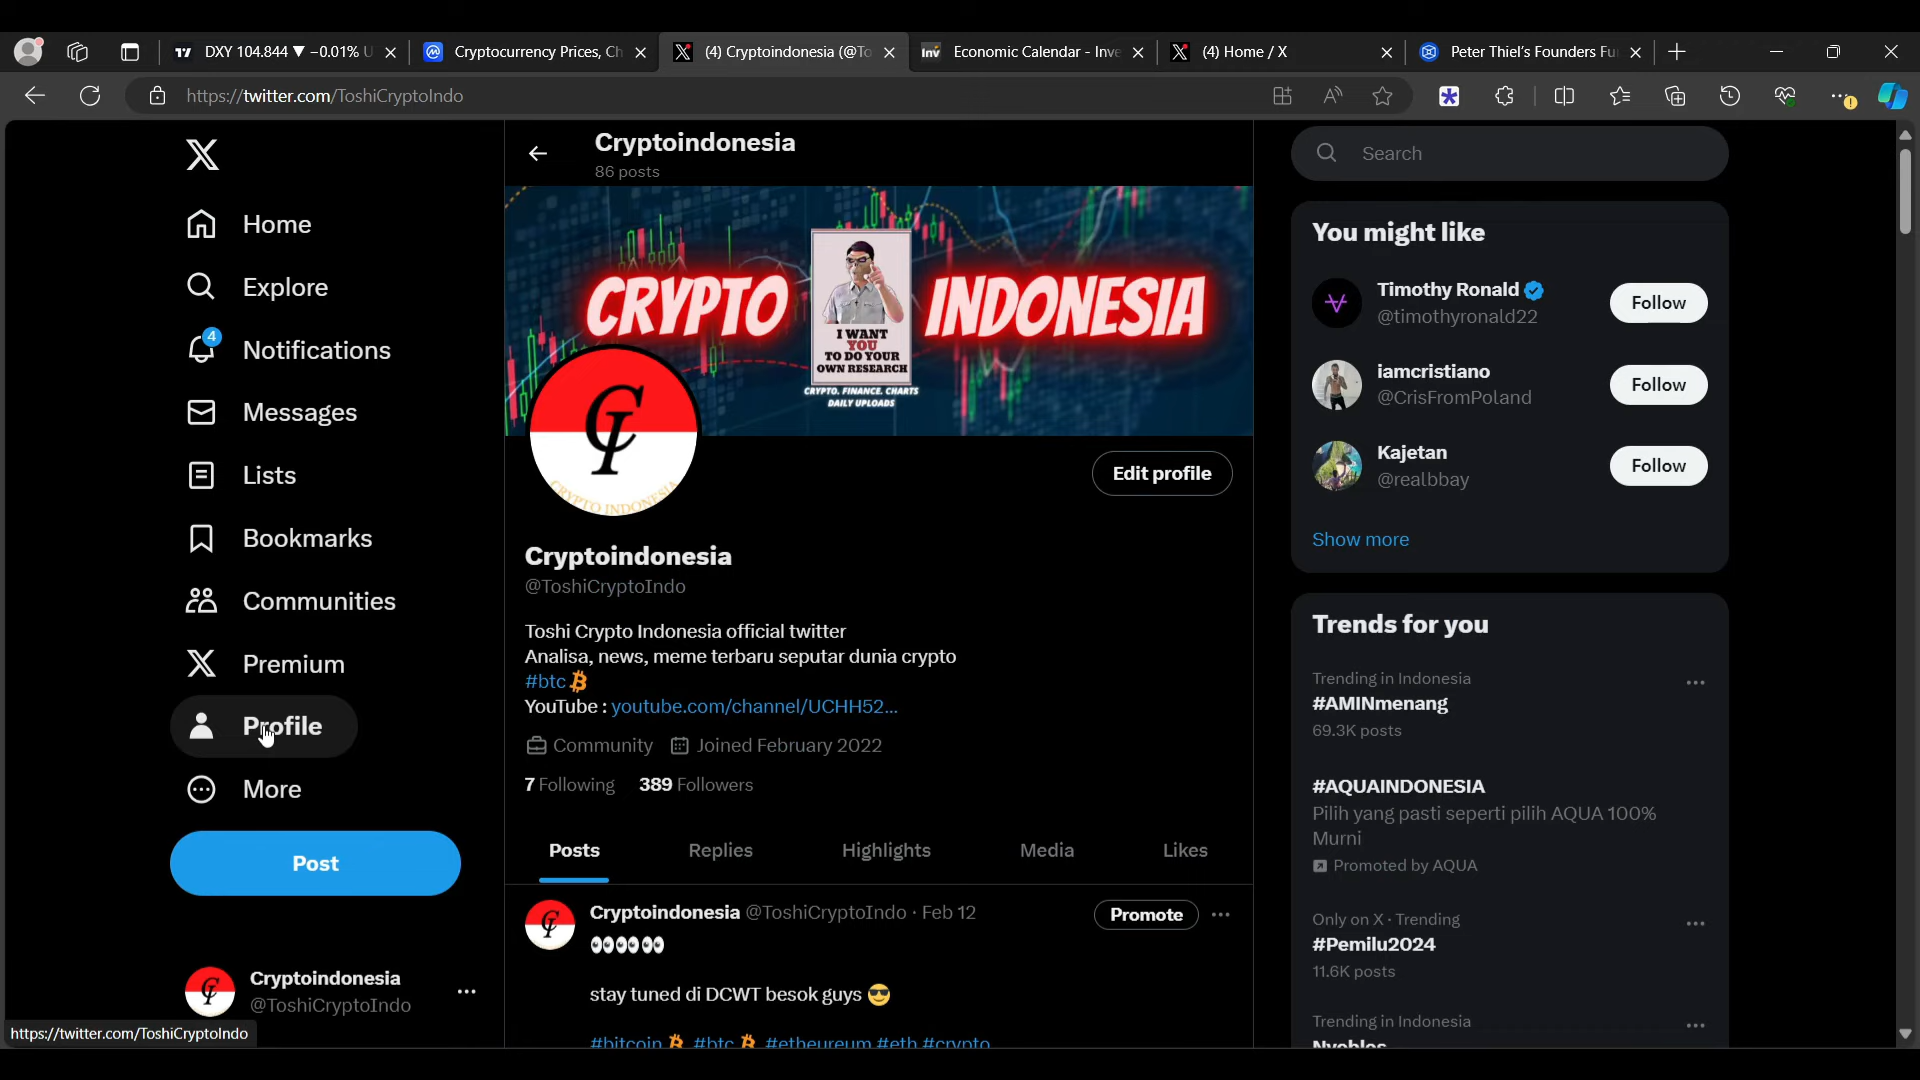 DXY 104.844 ▼ −0.01% U
Cryptocurrency Prices, Ch
(4) Cryptoindonesia (@To
Inv
Economic Calendar - Inve
(4) Home / X
Peter Thiel's Founders Fu
https://twitter.com/ToshiCryptoIndo
Home
Explore
4
Notifications
Messages
Lists
Bookmarks
Communities
Premium
Profile
More
Post
Cryptoindonesia
@ToshiCryptoIndo
https://twitter.com/ToshiCryptoIndo
Cryptoindonesia
86 posts
CRYPTO INDONESIA
I WANT
YOU
TO DO YOUR
OWN RESEARCH
CRYPTO. FINANCE. CHARTS
DAILY UPLOADS
CRYPTO INDONESIA
Edit profile
Cryptoindonesia
@ToshiCryptoIndo
Toshi Crypto Indonesia official twitter
Analisa, news, meme terbaru seputar dunia crypto
#btc
YouTube : youtube.com/channel/UCHH52…
Community Joined February 2022
7 Following 389 Followers
Posts Replies Highlights Media Likes
Cryptoindonesia @ToshiCryptoIndo · Feb 12
Promote
👀👀👀
stay tuned di DCWT besok guys 😎
#bitcoin #btc #etheureum #eth #crypto
Search
You might like
Timothy Ronald
@timothyronald22
Follow
iamcristiano
@CrisFromPoland
Follow
Kajetan
@realbbay
Follow
Show more
Trends for you
Trending in Indonesia
#AMINmenang
69.3K posts
#AQUAINDONESIA
Pilih yang pasti seperti pilih AQUA 100%
Murni
Promoted by AQUA
Only on X · Trending
#Pemilu2024
11.6K posts
Trending in Indonesia